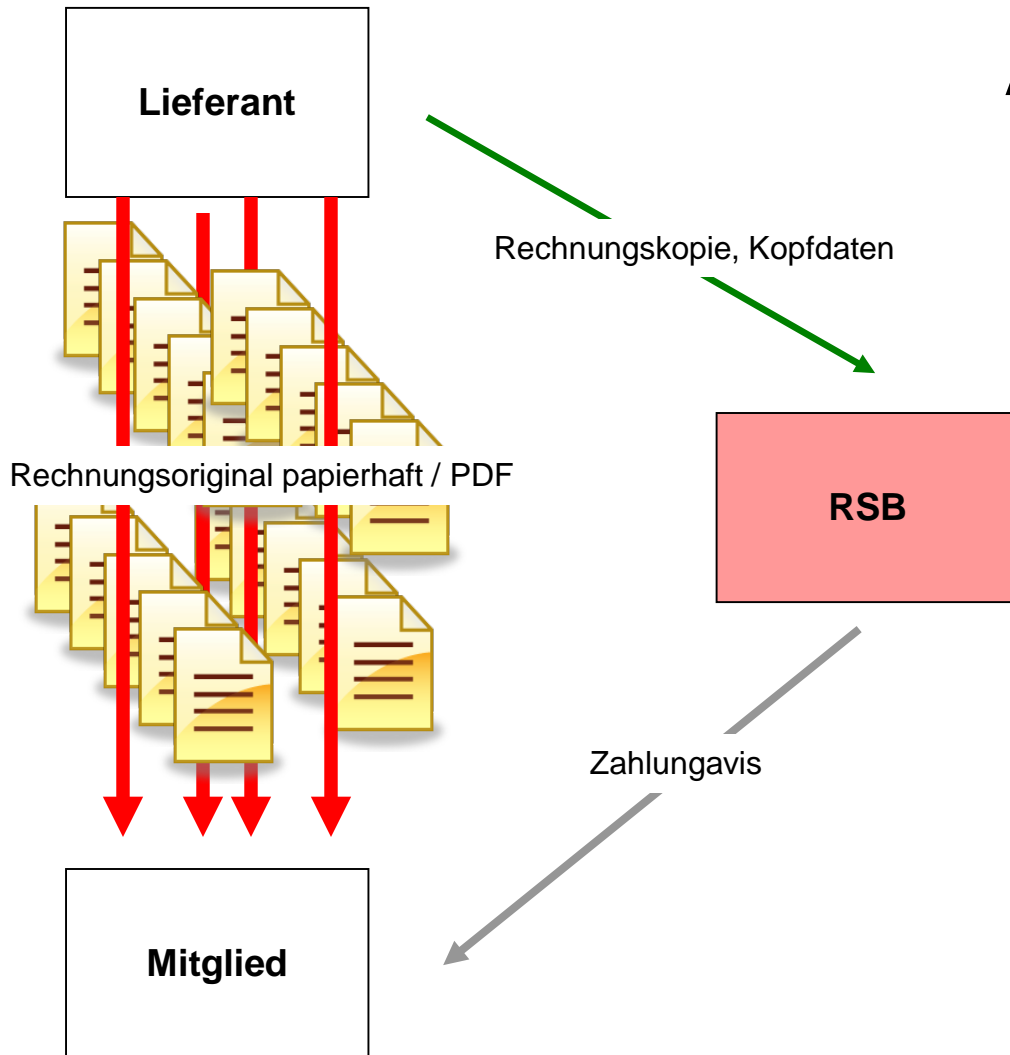 Lieferant
Rechnungskopie, Kopfdaten
Rechnungsoriginal papierhaft / PDF
RSB
Zahlungavis
Mitglied